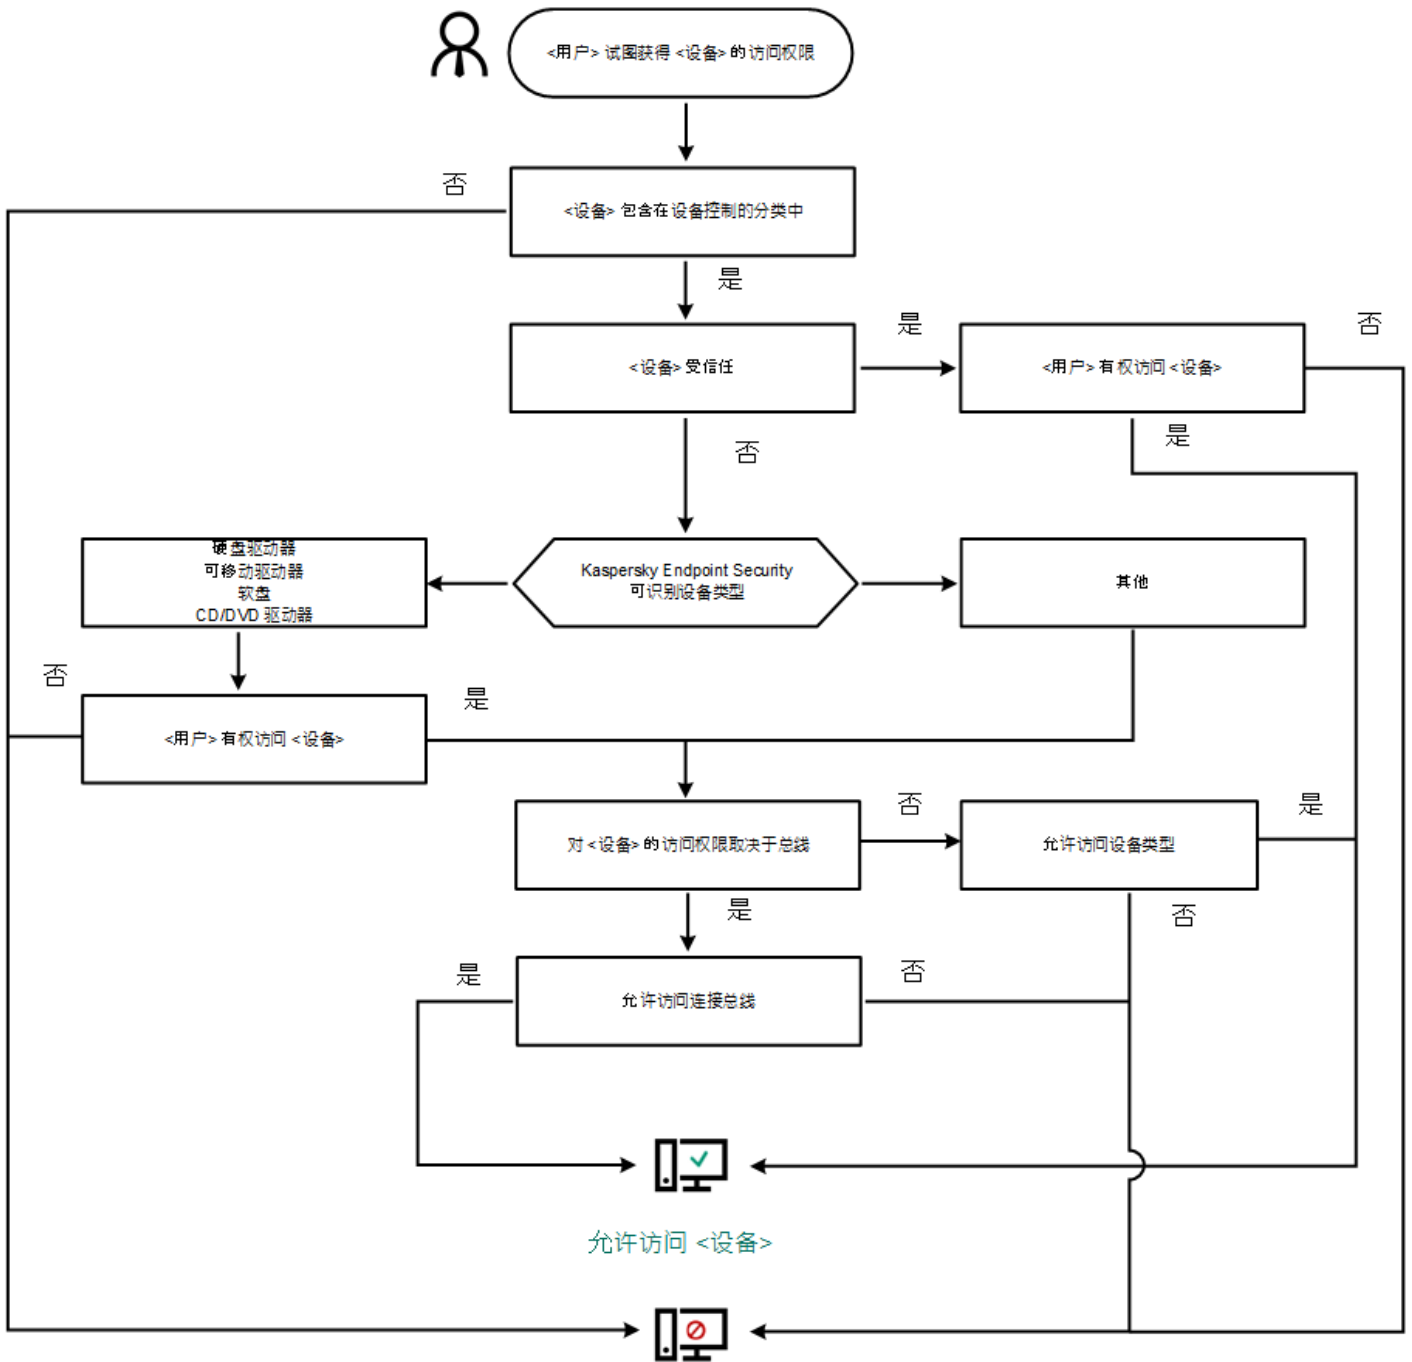 <用户> 试图获得 <设备> 的访问权限
否
<设备> 包含在设备控制的分类中
是
是
否
<设备> 受信任
<用户> 有权访问 <设备>
否
是
硬盘驱动器
可移动驱动器
软盘
CD/DVD 驱动器
Kaspersky Endpoint Security
可识别设备类型
其他
否
是
<用户> 有权访问 <设备>
否
是
对 <设备> 的访问权限取决于总线
允许访问设备类型
是
否
是
否
允许访问连接总线
允许访问 <设备>